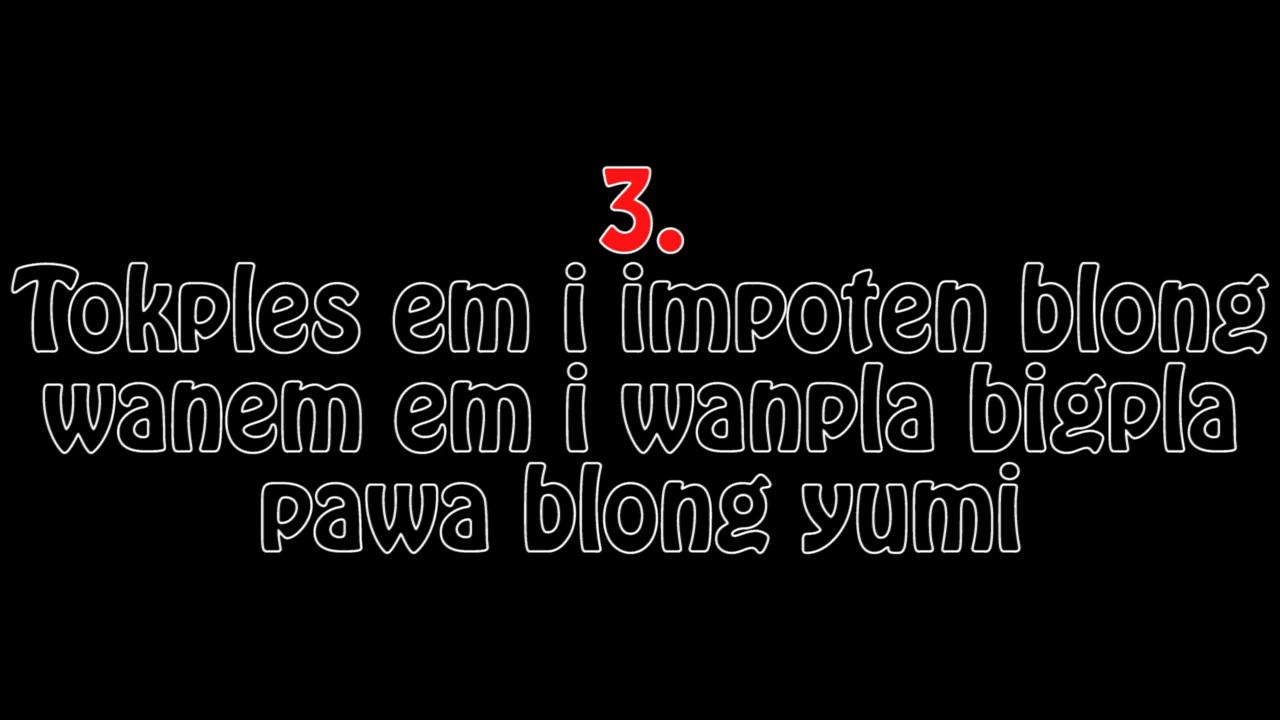 3.
Tokples em i impoten blong
wanem em i wanpla bigpla
pawa blong yumi